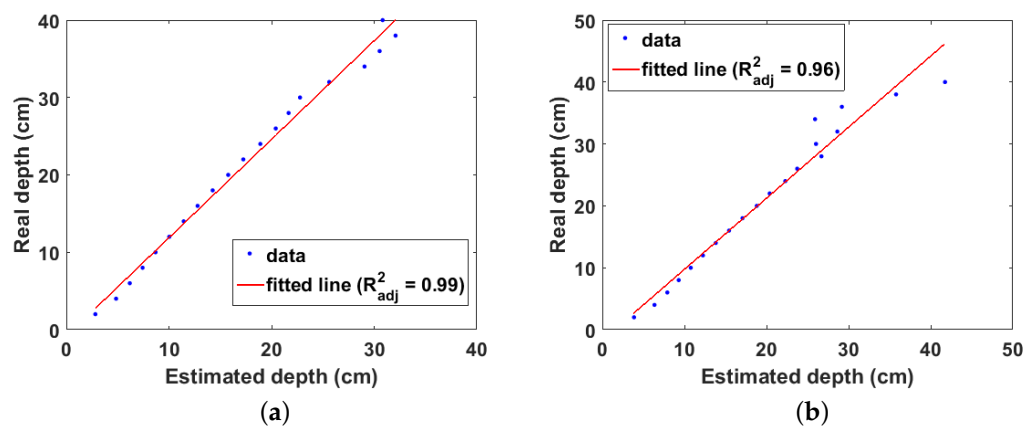 40
30
20
10
0
Real depth (cm)
data
fitted line (R²adj = 0.99)
0 10 20 30 40
Estimated depth (cm)
(a)
50
40
30
20
10
0
Real depth (cm)
data
fitted line (R²adj = 0.96)
0 10 20 30 40 50
Estimated depth (cm)
(b)